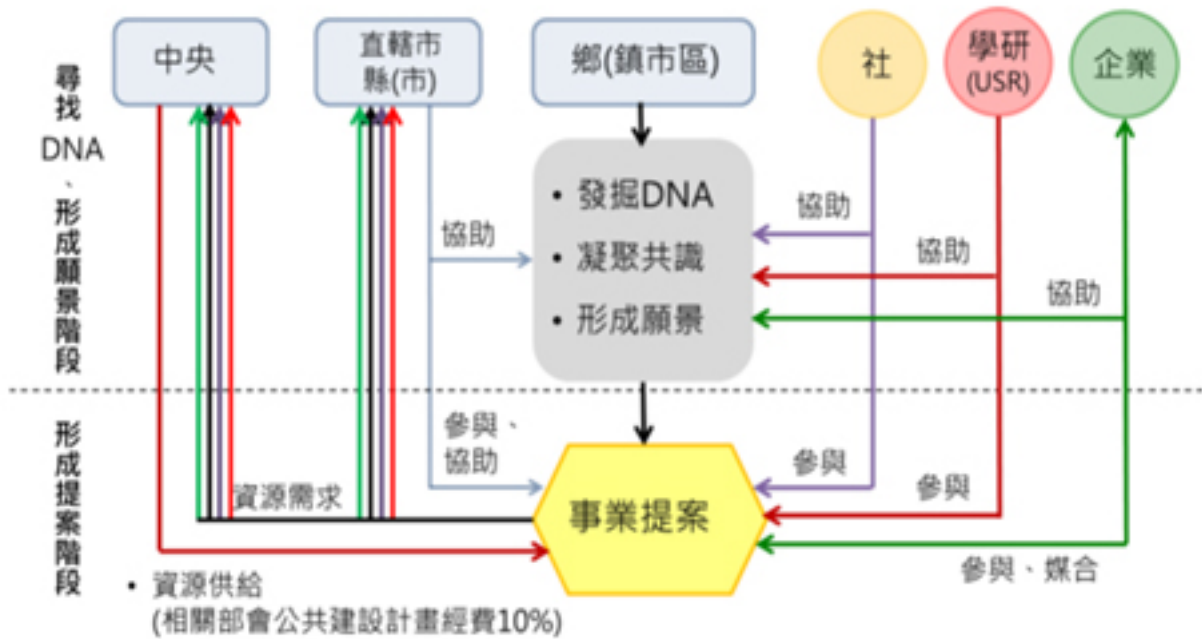 中央
直轄市
縣(市)
鄉(鎮市區)
社
學研
(USR)
企業
尋找DNA、形成願景階段
• 發掘DNA
• 凝聚共識
• 形成願景
協助
協助
協助
協助
形成提案階段
參與、
協助
資源需求
事業提案
參與
參與
參與、媒合
• 資源供給
(相關部會公共建設計畫經費10%)